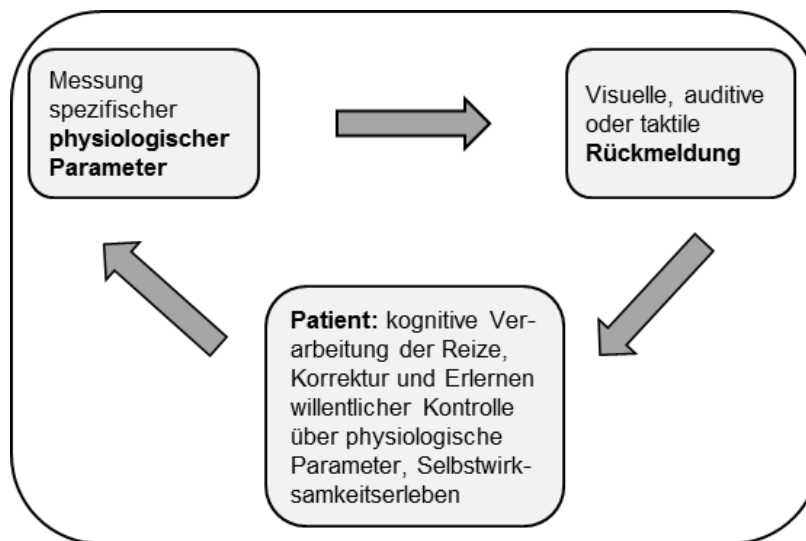 Messung
spezifischer
physiologischer
Parameter
Visuelle, auditive
oder taktile
Rückmeldung
Patient: kognitive Ver-
arbeitung der Reize,
Korrektur und Erlernen
willentlicher Kontrolle
über physiologische
Parameter, Selbstwirk-
samkeitserleben